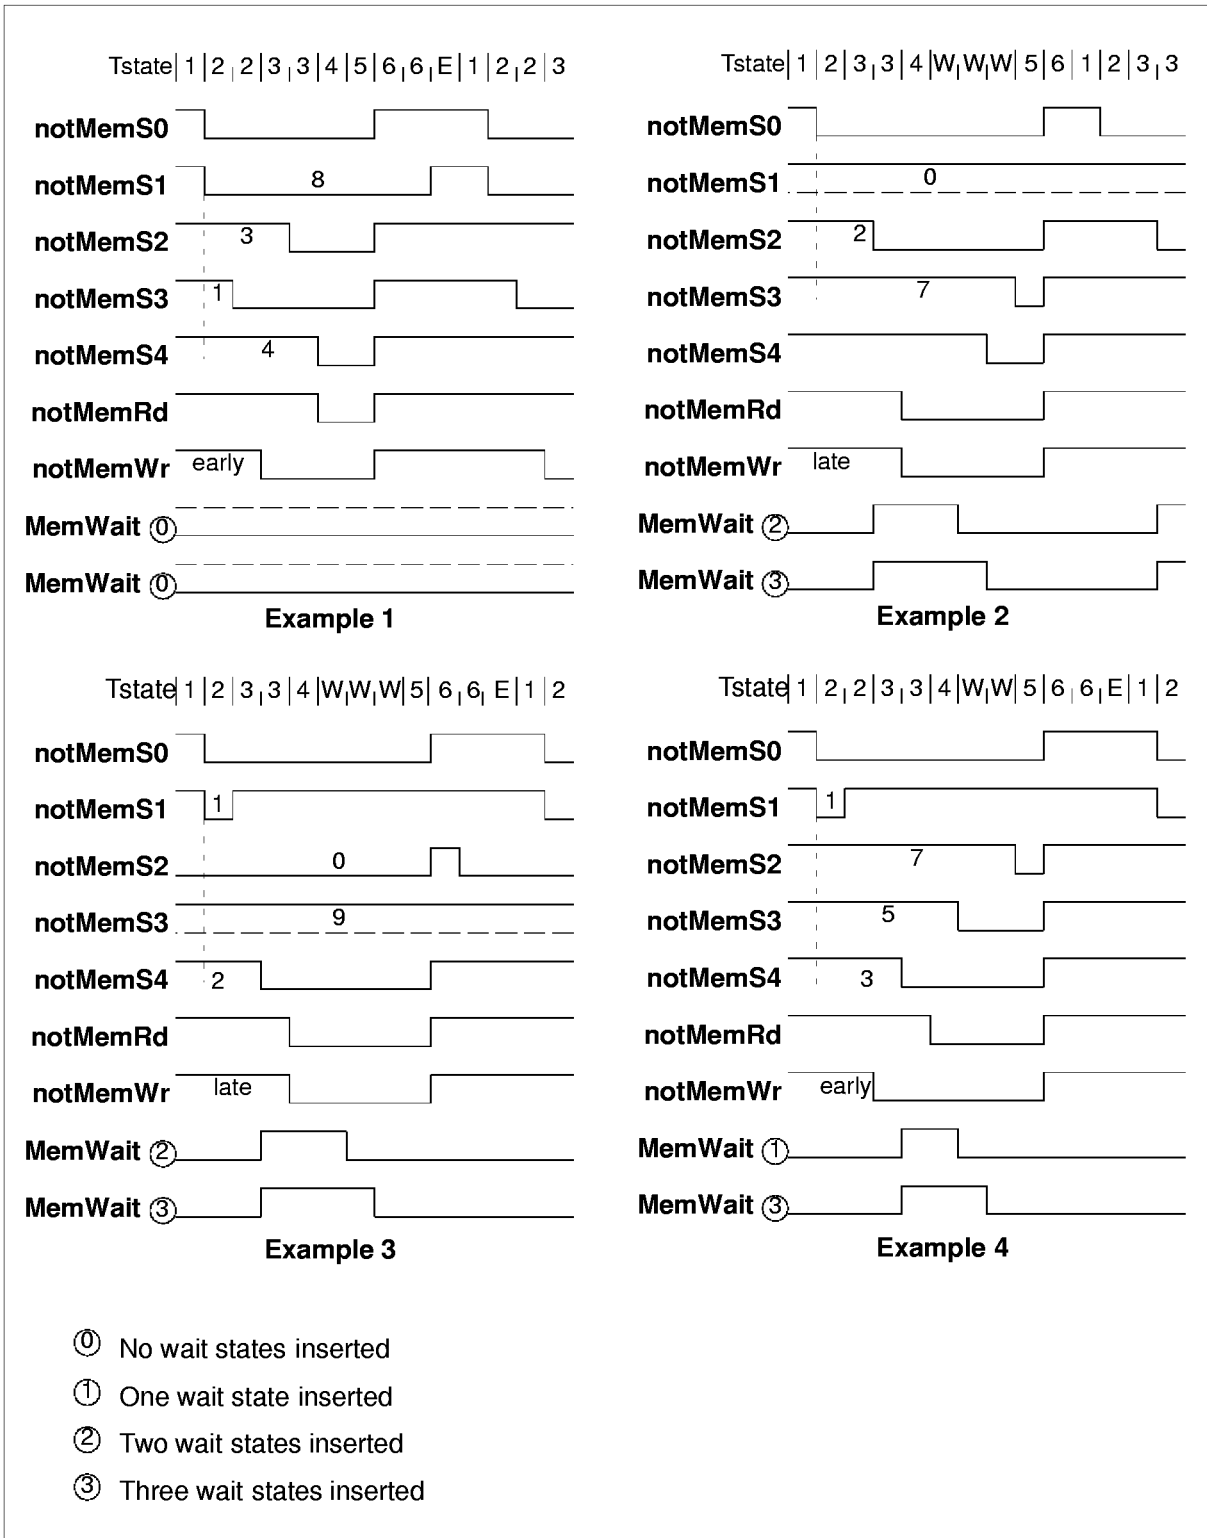 Tstate|1|2|2|3|3|4|5|6|6|E|1|2|2|3
notMemS0
notMemS1 8
notMemS2 3
notMemS3 1
notMemS4 4
notMemRd
notMemWr early
MemWait 0
MemWait 0
Example 1
Tstate|1|2|3|3|4|W|W|W|5|6|1|2|3|3
notMemS0
notMemS1 0
notMemS2 2
notMemS3 7
notMemS4
notMemRd
notMemWr late
MemWait 2
MemWait 3
Example 2
Tstate|1|2|3|3|4|W|W|W|5|6|6|E|1|2
notMemS0
notMemS1 1
notMemS2 0
notMemS3 9
notMemS4 2
notMemRd
notMemWr late
MemWait 2
MemWait 3
Example 3
Tstate|1|2|2|3|3|4|W|W|5|6|6|E|1|2
notMemS0
notMemS1 1
notMemS2 7
notMemS3 5
notMemS4 3
notMemRd
notMemWr early
MemWait 1
MemWait 3
Example 4
0 No wait states inserted
1 One wait state inserted
2 Two wait states inserted
3 Three wait states inserted